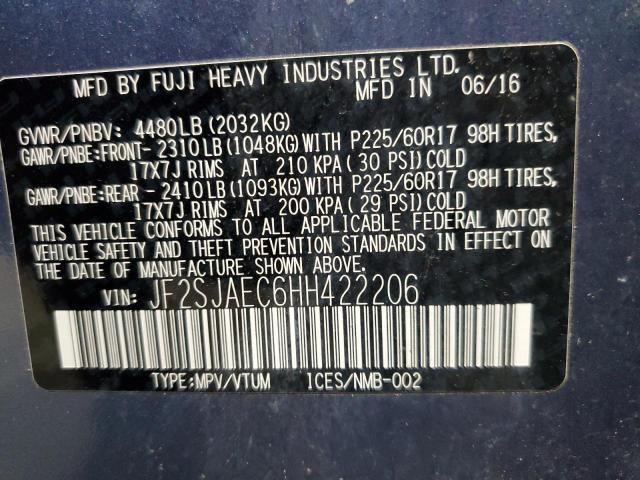 MFD BY FUJI HEAVY INDUSTRIES LTD.
MFD IN 06/16
GVWR/PNBV: 4480LB(2032KG)
GAWR/PNBE:FRONT- 2310LB(1048KG)WITH P225/60R17 98H TIRES,
17X7J RIMS AT 210 KPA(30 PSI)COLD
GAWR/PNBE:REAR - 2410LB(1093KG)WITH P225/60R17 98H TIRES,
17X7J RIMS AT 200 KPA(29 PSI)COLD
THIS VEHICLE CONFORMS TO ALL APPLICABLE FEDERAL MOTOR
VEHICLE SAFETY AND THEFT PREVENTION STANDARDS IN EFFECT ON
THE DATE OF MANUFACTURE SHOWN ABOVE.
VIN: JF2SJAEC6HH422206
TYPE:MPV/VTUM ICES/NMB-002